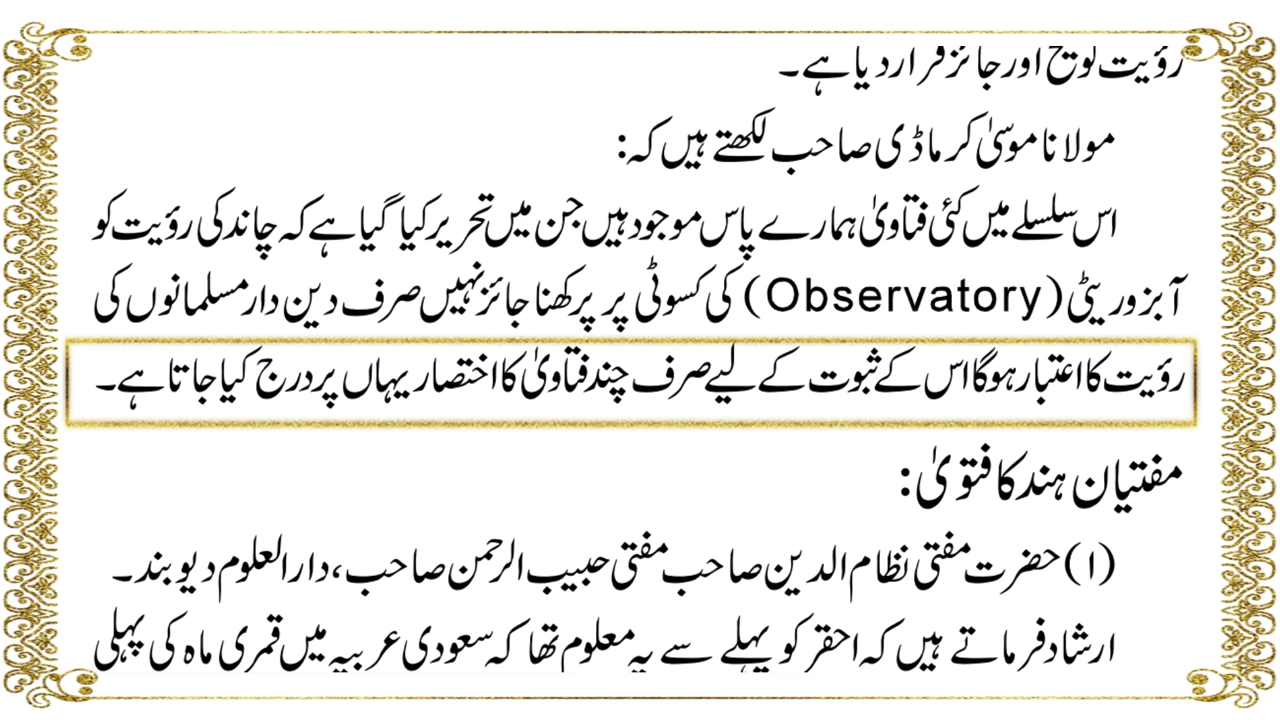 رؤیت کو صحیح اور جائز قرار دیا ہے۔
مولانا موسیٰ کرماڈی صاحب لکھتے ہیں کہ:
اس سلسلے میں کئی فتاویٰ ہمارے پاس موجود ہیں جن میں تحریر کیا گیا ہے کہ چاند کی رؤیت کو
آبزوریٹی (Observatory) کی کسوٹی پر پرکھنا جائز نہیں صرف دین دار مسلمانوں کی
رؤیت کا اعتبار ہوگا اس کے ثبوت کے لیے صرف چند فتاویٰ کا اختصار یہاں پر درج کیا جاتا ہے۔
مفتیان ہند کا فتویٰ:
(۱) حضرت مفتی نظام الدین صاحب مفتی حبیب الرحمن صاحب، دارالعلوم دیوبند۔
ارشاد فرماتے ہیں کہ احقر کو پہلے سے یہ معلوم تھا کہ سعودی عربیہ میں قمری ماہ کی پہلی